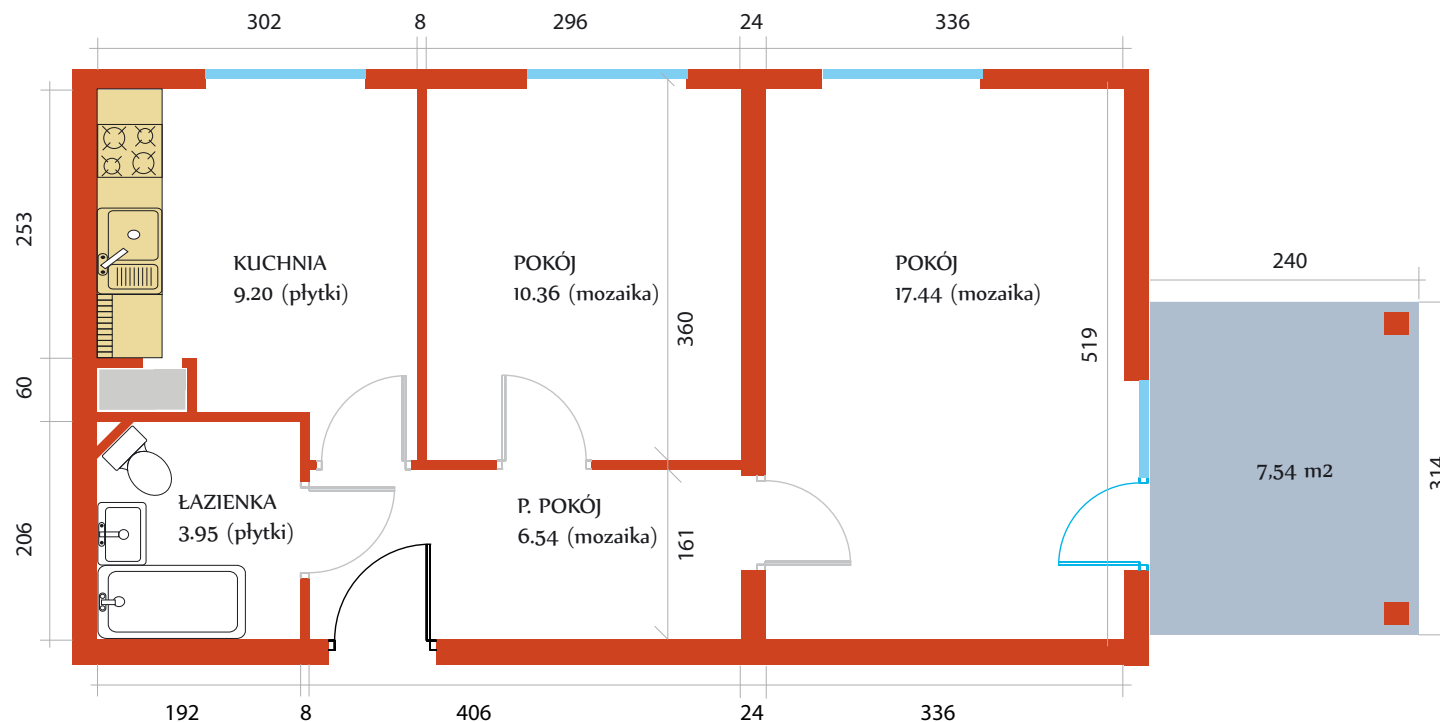 302
8
296
24
336
253
60
206
KUCHNIA
9.20 (płytki)
POKÓJ
10.36 (mozaika)
POKÓJ
17.44 (mozaika)
360
519
240
314
7,54 m2
ŁAZIENKA
3.95 (płytki)
P. POKÓJ
6.54 (mozaika)
161
192
8
406
24
336